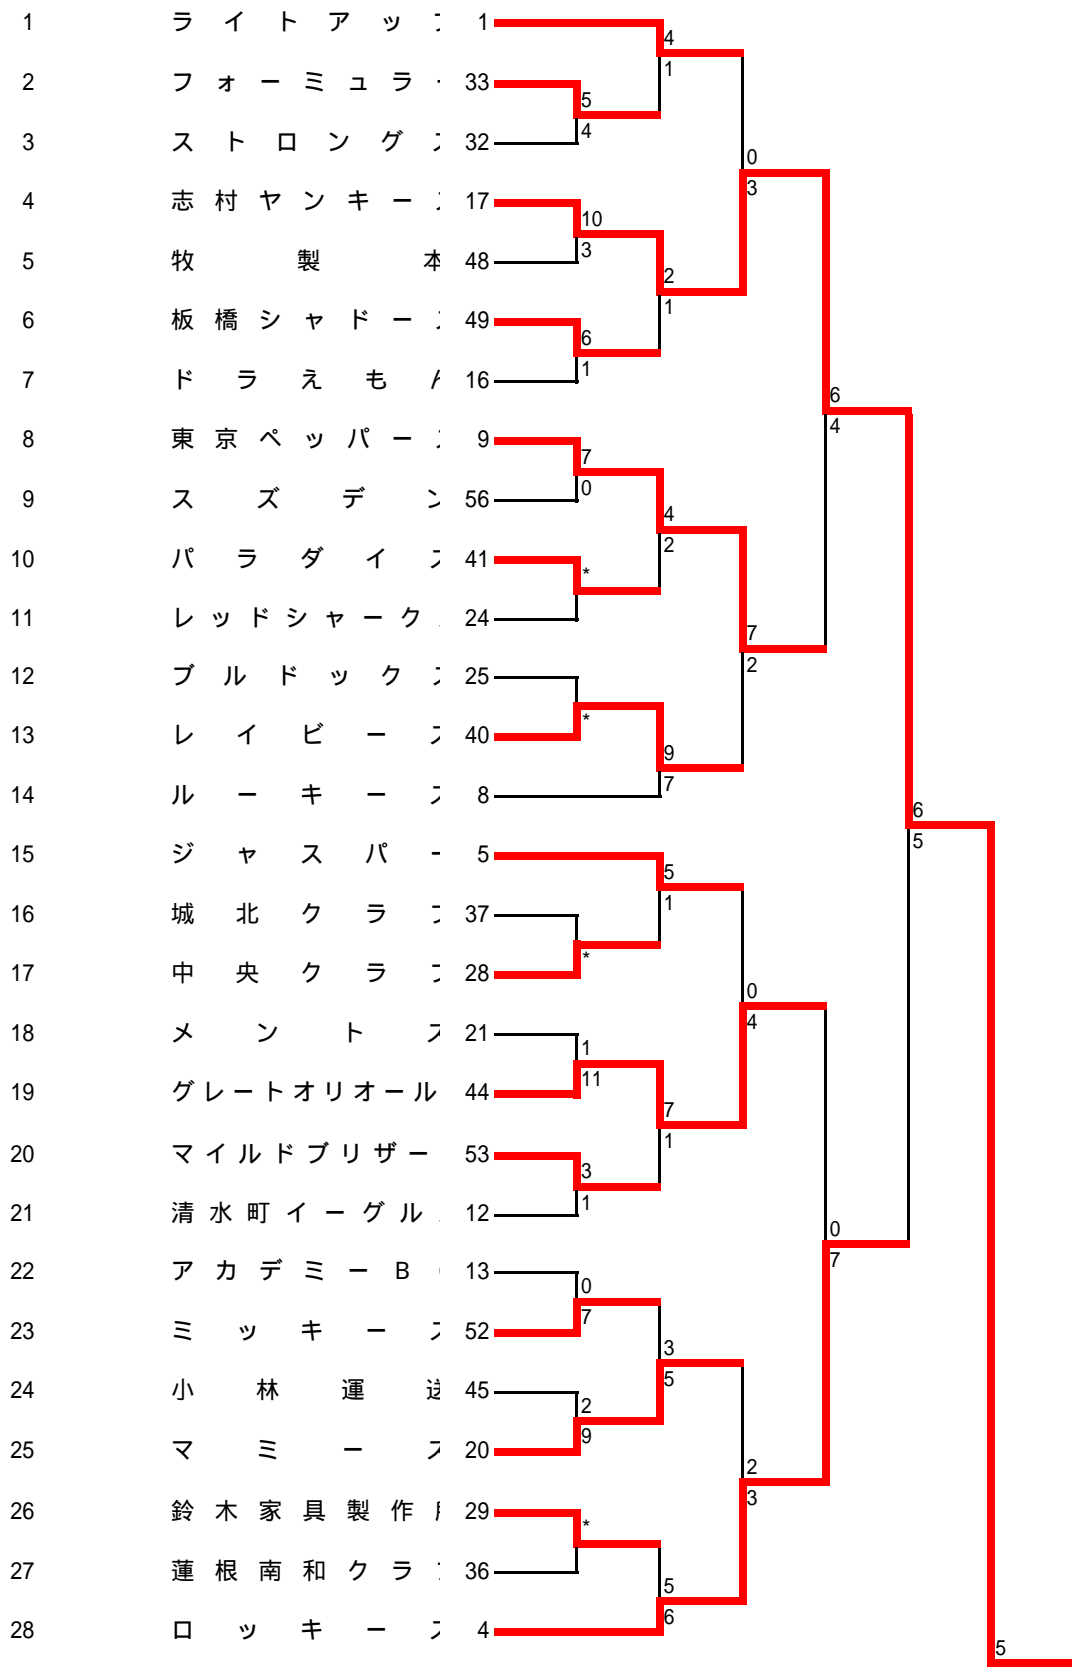 1 ライトアッ 1
4
1
2 フォーミュラー 33
5
4
3 ストロング 32
0
3
4 志村ヤンキー 17
10
3
5 牧製本 48
2
1
6 板橋シャドー 49
6
1
7 ドラえも 16
6
4
8 東京ペッパー 9
7
0
9 スズデン 56
4
2
10 パラダイ 41
*
11 レッドシャーク 24
7
2
12 ブルドック 25
*
13 レイビー 40
9
7
14 ルーキー 8
6
5
15 ジャスパー 5
5
1
16 城北クラ 37
*
17 中央クラ 28
0
4
18 メント 21
1
11
19 グレートオリオール 44
7
1
20 マイルドブリザー 53
3
1
21 清水町イーグル 12
0
7
22 アカデミーB 13
0
7
23 ミッキー 52
3
5
24 小林運送 45
2
9
25 マミー 20
2
3
26 鈴木家具製作 29
*
27 蓮根南和クラ 36
5
6
28 ロッキー 4
5